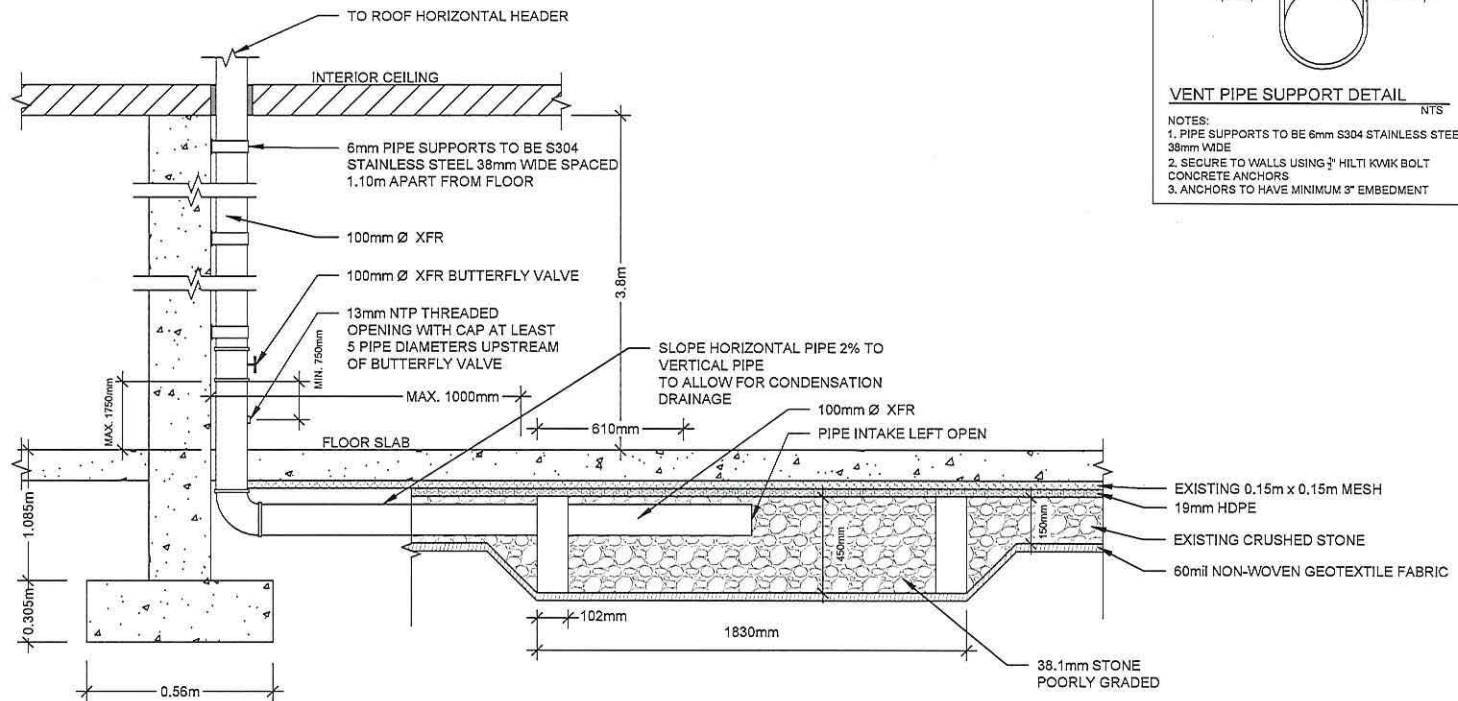 TO ROOF HORIZONTAL HEADER
INTERIOR CEILING
6mm PIPE SUPPORTS TO BE S304
STAINLESS STEEL 38mm WIDE SPACED
1.10m APART FROM FLOOR
100mm Ø XFR
100mm Ø XFR BUTTERFLY VALVE
13mm NTP THREADED
OPENING WITH CAP AT LEAST
5 PIPE DIAMETERS UPSTREAM
OF BUTTERFLY VALVE
MIN. 750mm
MAX. 1750mm
MAX. 1000mm
3.8m
SLOPE HORIZONTAL PIPE 2% TO
VERTICAL PIPE
TO ALLOW FOR CONDENSATION
DRAINAGE
100mm Ø XFR
610mm
PIPE INTAKE LEFT OPEN
FLOOR SLAB
EXISTING 0.15m x 0.15m MESH
19mm HDPE
EXISTING CRUSHED STONE
60mil NON-WOVEN GEOTEXTILE FABRIC
450mm
150mm
1.085m
0.305m
102mm
1830mm
0.56m
38.1mm STONE
POORLY GRADED
VENT PIPE SUPPORT DETAIL
NTS
NOTES:
1. PIPE SUPPORTS TO BE 6mm S304 STAINLESS STEE
38mm WIDE
2. SECURE TO WALLS USING HILTI KWIK BOLT
CONCRETE ANCHORS
3. ANCHORS TO HAVE MINIMUM 3" EMBEDMENT